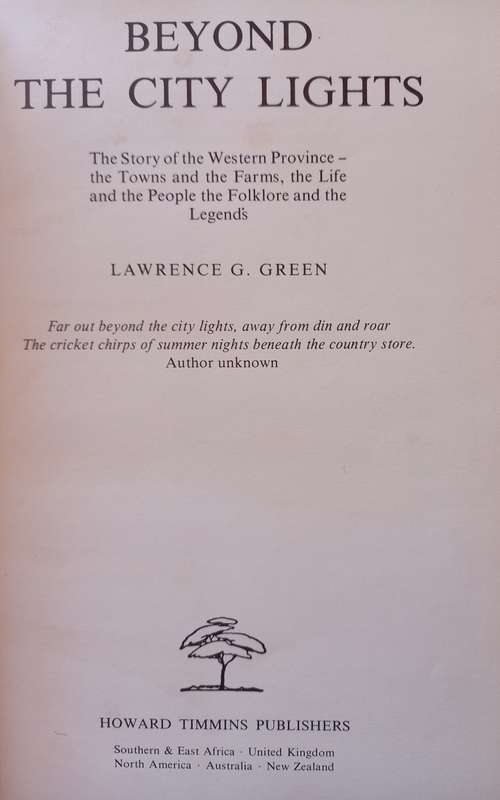 BEYOND
THE CITY LIGHTS
The Story of the Western Province –
the Towns and the Farms, the Life
and the People the Folklore and the
Legend's
LAWRENCE G. GREEN
Far out beyond the city lights, away from din and roar
The cricket chirps of summer nights beneath the country store.
Author unknown
HOWARD TIMMINS PUBLISHERS
Southern & East Africa · United Kingdom
North America · Australia · New Zealand